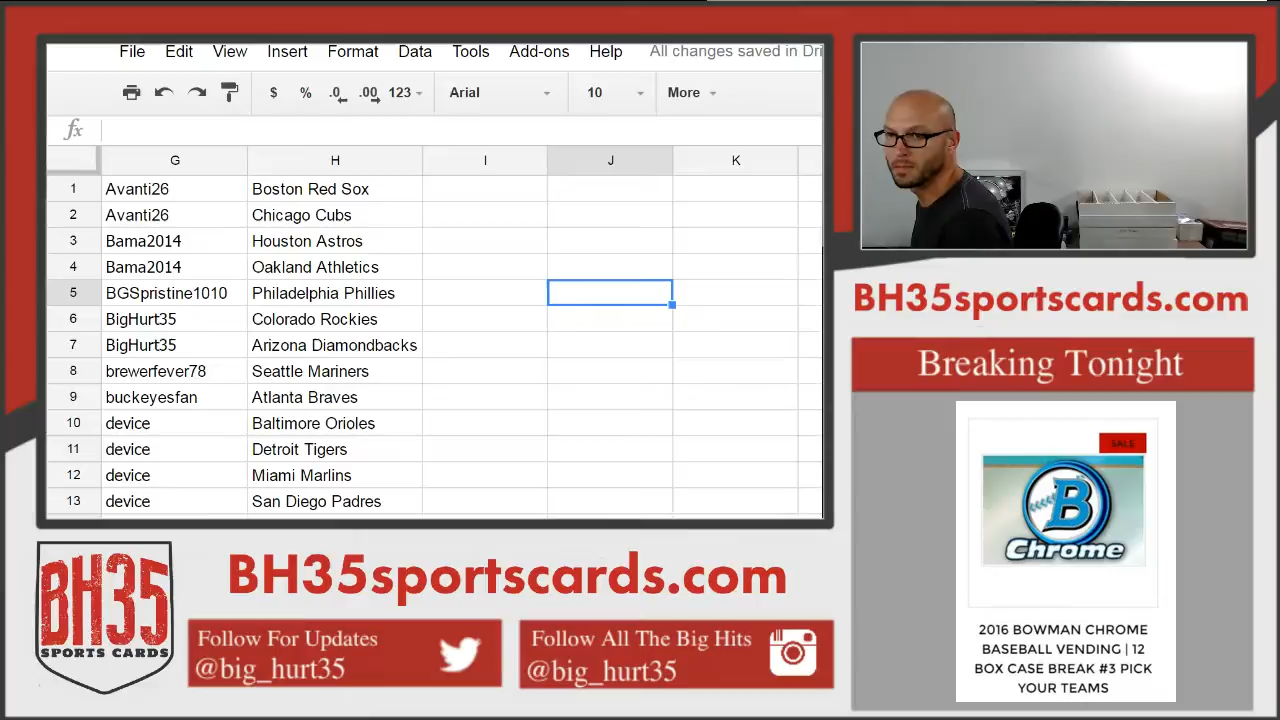 File Edit View Insert Format Data Tools Add-ons Help All changes saved in Dri
$ % .0 .00 123 Arial 10 More
fx
G H I J K
1 Avanti26 Boston Red Sox
2 Avanti26 Chicago Cubs
3 Bama2014 Houston Astros
4 Bama2014 Oakland Athletics
5 BGSpristine1010 Philadelphia Phillies
6 BigHurt35 Colorado Rockies
7 BigHurt35 Arizona Diamondbacks
8 brewerfever78 Seattle Mariners
9 buckeyesfan Atlanta Braves
10 device Baltimore Orioles
11 device Detroit Tigers
12 device Miami Marlins
13 device San Diego Padres
BH35sportscards.com
Breaking Tonight
SALE
B
Chrome
2016 BOWMAN CHROME
BASEBALL VENDING | 12
BOX CASE BREAK #3 PICK
YOUR TEAMS
BH35
SPORTS CARDS
BH35sportscards.com
Follow For Updates
@big_hurt35
Follow All The Big Hits
@big_hurt35